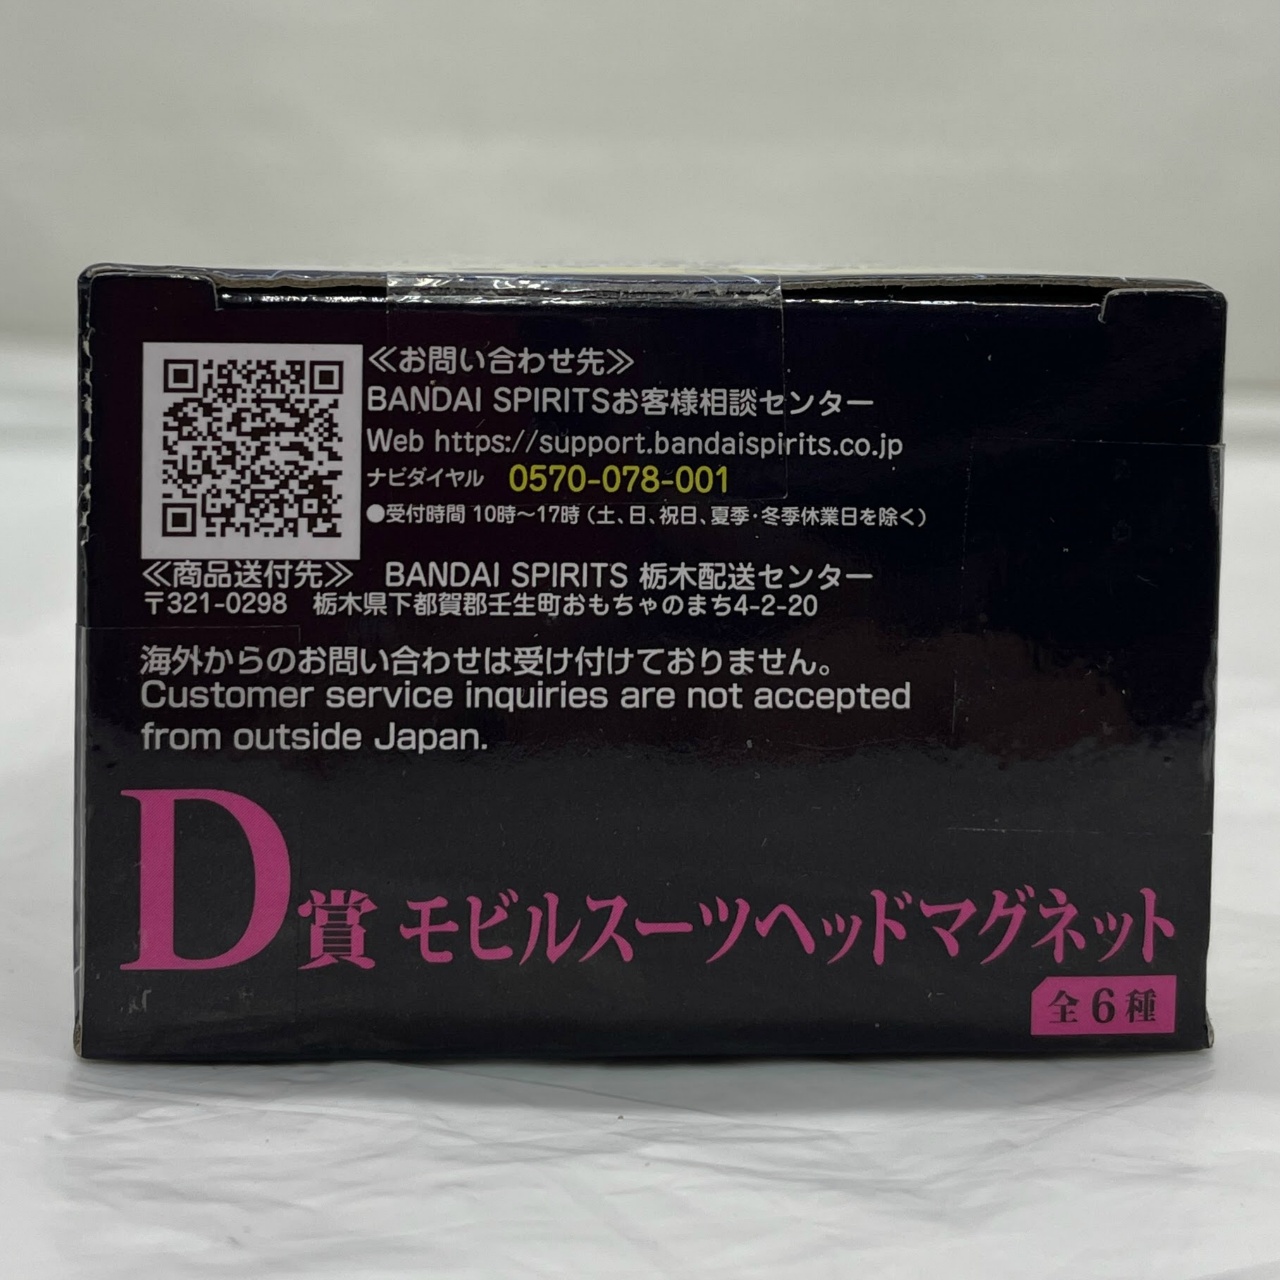 ≪お問い合わせ先≫
BANDAI SPIRITSお客様相談センター
Web https://support.bandaispirits.co.jp
ナビダイヤル 0570-078-001
●受付時間 10時～17時（土、日、祝日、夏季・冬季休業日を除く）
≪商品送付先≫ BANDAI SPIRITS 栃木配送センター
〒321-0298 栃木県下都賀郡壬生町おもちゃのまち4-2-20
海外からのお問い合わせは受け付けておりません。
Customer service inquiries are not accepted
from outside Japan.
D賞 モビルスーツヘッドマグネット
全6種